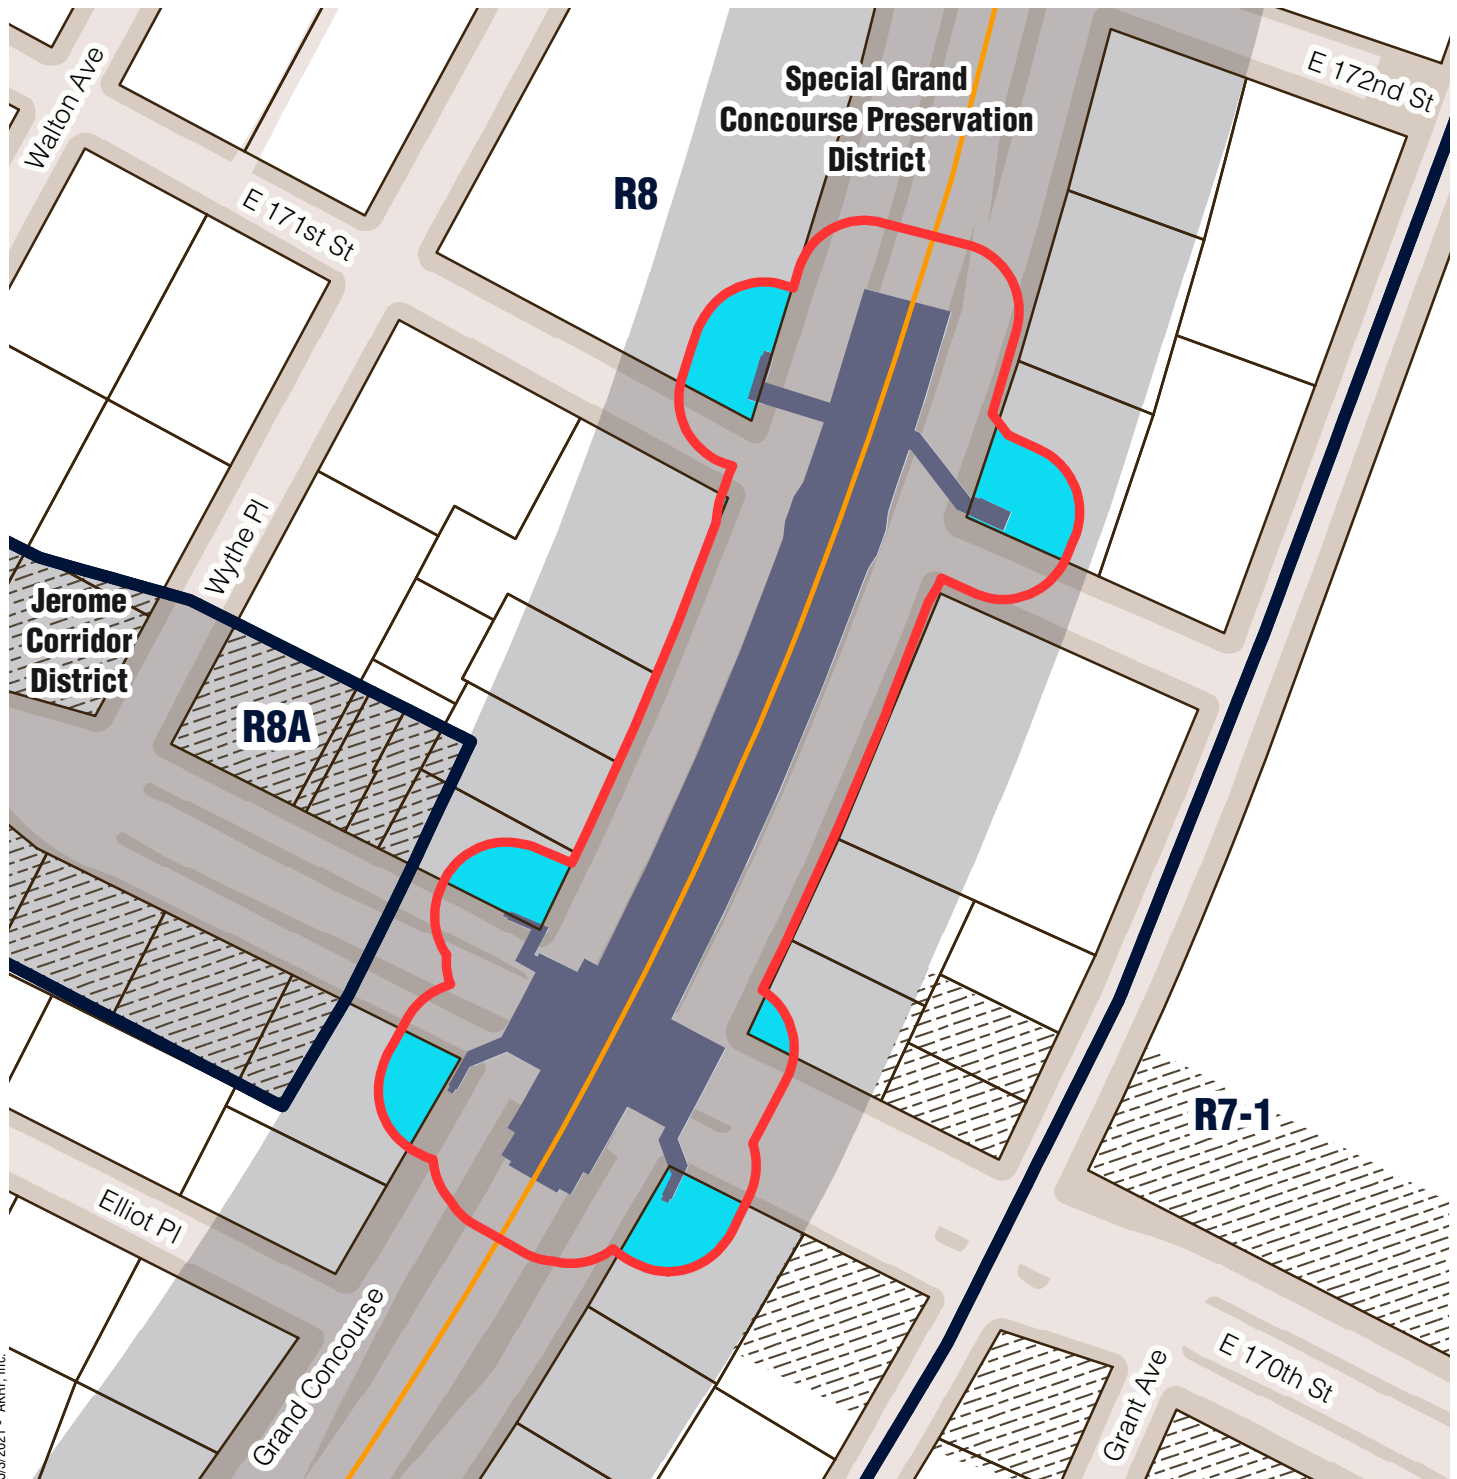 Walton Ave
E 172nd St
Special Grand
Concourse Preservation
District
R8
E 171st St
Wythe Pl
Jerome
Corridor
District
R8A
R7-1
Elliot Pl
Grand Concourse
E 170th St
Grant Ave